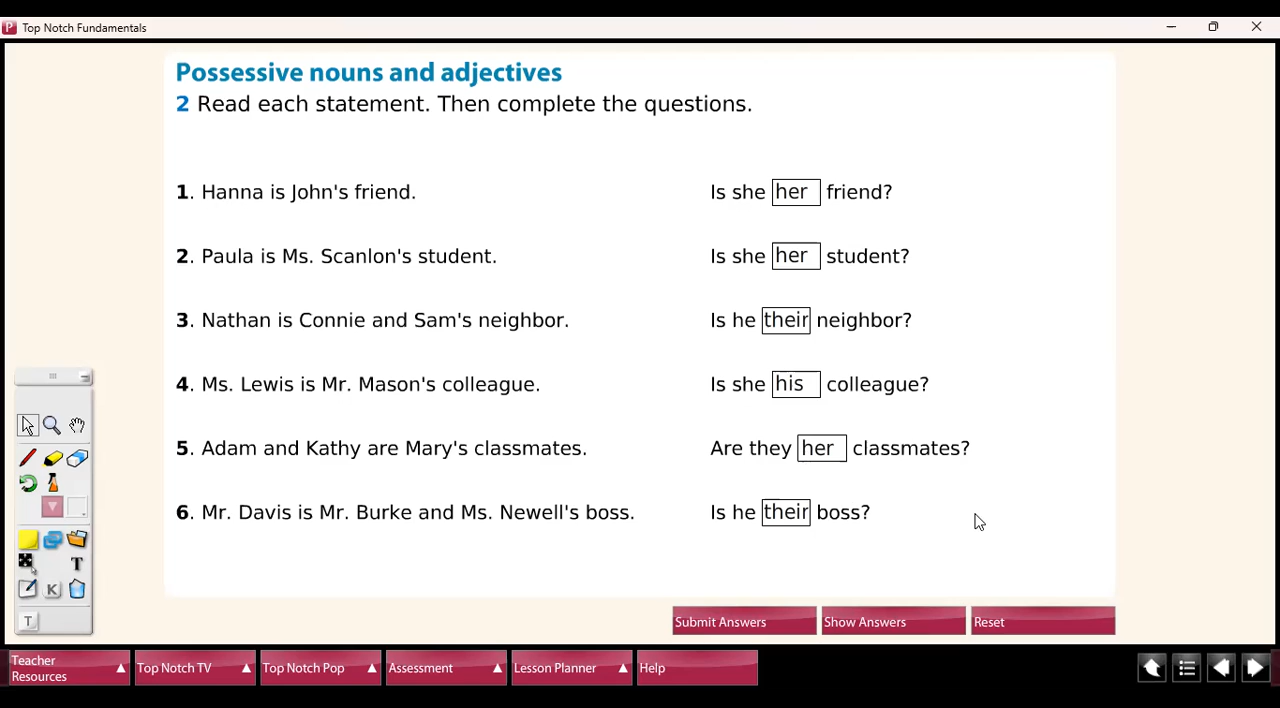 Top Notch Fundamentals
Possessive nouns and adjectives
2 Read each statement. Then complete the questions.
1. Hanna is John's friend. Is she her friend?
2. Paula is Ms. Scanlon's student. Is she her student?
3. Nathan is Connie and Sam's neighbor. Is he their neighbor?
4. Ms. Lewis is Mr. Mason's colleague. Is she his colleague?
5. Adam and Kathy are Mary's classmates. Are they her classmates?
6. Mr. Davis is Mr. Burke and Ms. Newell's boss. Is he their boss?
T
K
T
Submit Answers Show Answers Reset
Teacher Resources Top Notch TV Top Notch Pop Assessment Lesson Planner Help